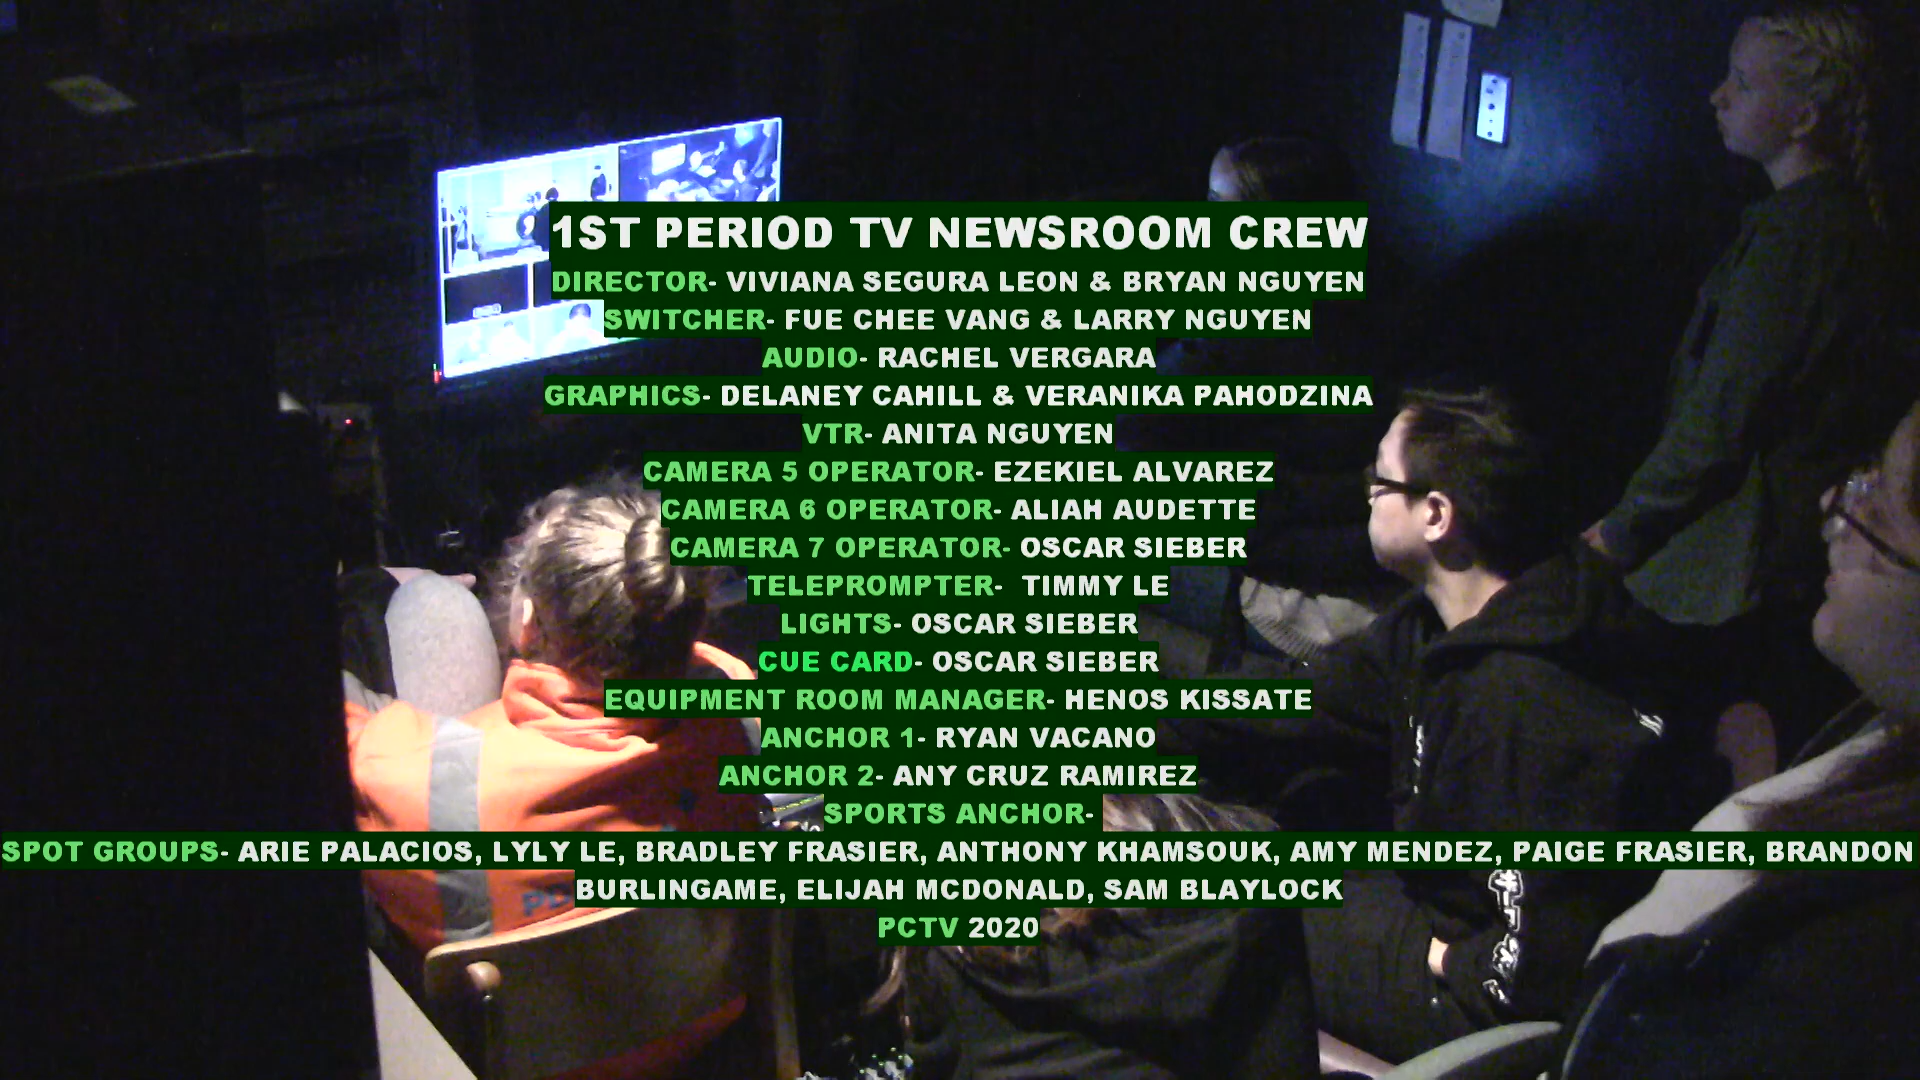 1ST PERIOD TV NEWSROOM CREW
DIRECTOR- VIVIANA SEGURA LEON & BRYAN NGUYEN
SWITCHER- FUE CHEE VANG & LARRY NGUYEN
AUDIO- RACHEL VERGARA
GRAPHICS- DELANEY CAHILL & VERANIKA PAHODZINA
VTR- ANITA NGUYEN
CAMERA 5 OPERATOR- EZEKIEL ALVAREZ
CAMERA 6 OPERATOR- ALIAH AUDETTE
CAMERA 7 OPERATOR- OSCAR SIEBER
TELEPROMPTER- TIMMY LE
LIGHTS- OSCAR SIEBER
CUE CARD- OSCAR SIEBER
EQUIPMENT ROOM MANAGER- HENOS KISSATE
ANCHOR 1- RYAN VACANO
ANCHOR 2- ANY CRUZ RAMIREZ
SPORTS ANCHOR-
SPOT GROUPS- ARIE PALACIOS, LYLY LE, BRADLEY FRASIER, ANTHONY KHAMSOUK, AMY MENDEZ, PAIGE FRASIER, BRANDON
BURLINGAME, ELIJAH MCDONALD, SAM BLAYLOCK
PCTV 2020